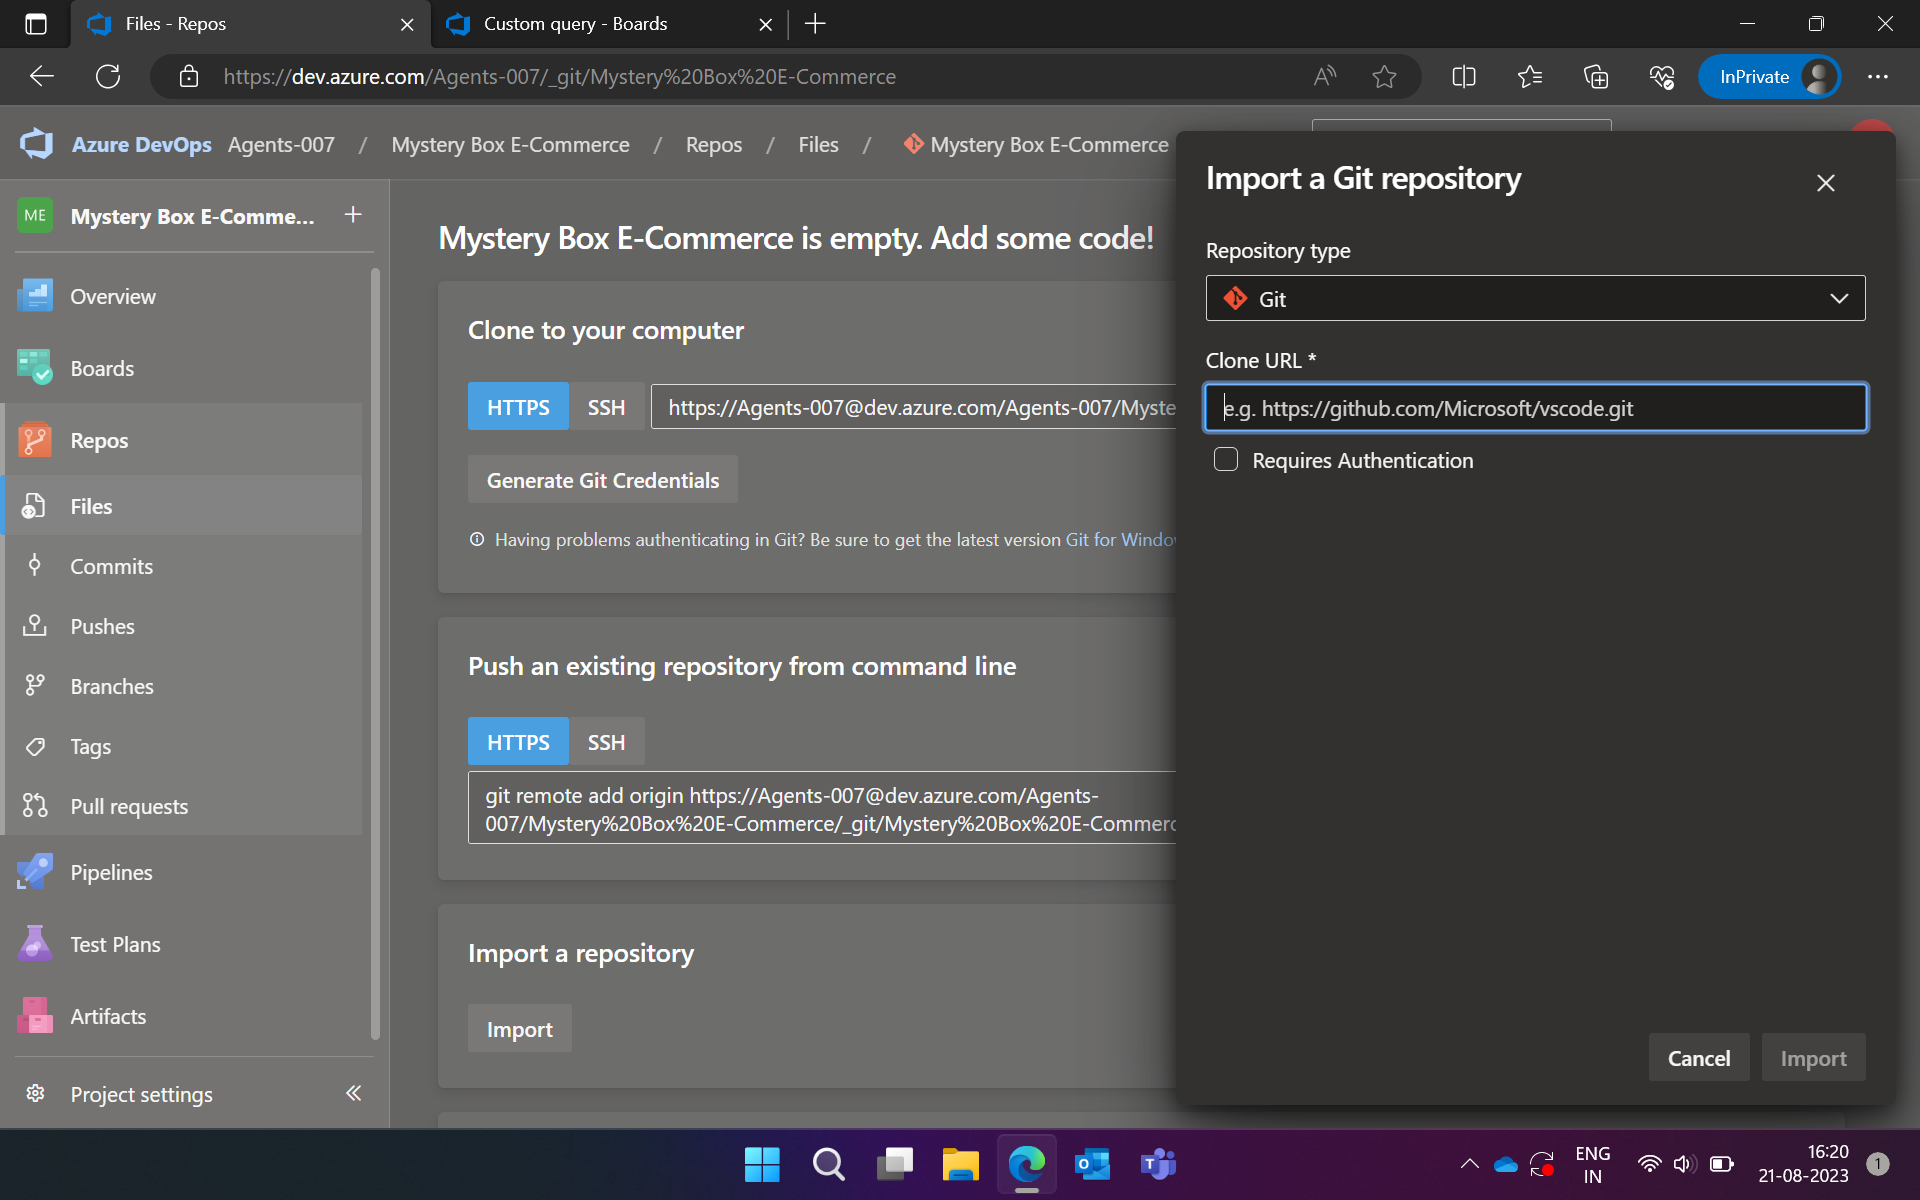 Files - Repos
Custom query - Boards
https://dev.azure.com/Agents-007/_git/Mystery%20Box%20E-Commerce
InPrivate
Azure DevOps Agents-007 / Mystery Box E-Commerce / Repos / Files / Mystery Box E-Commerce
ME Mystery Box E-Comme...
Overview
Boards
Repos
Files
Commits
Pushes
Branches
Tags
Pull requests
Pipelines
Test Plans
Artifacts
Project settings
Mystery Box E-Commerce is empty. Add some code!
Clone to your computer
HTTPS SSH https://Agents-007@dev.azure.com/Agents-007/Myste
Generate Git Credentials
Having problems authenticating in Git? Be sure to get the latest version Git for Windo
Push an existing repository from command line
HTTPS SSH
git remote add origin https://Agents-007@dev.azure.com/Agents-
007/Mystery%20Box%20E-Commerce/_git/Mystery%20Box%20E-Commerc
Import a repository
Import
Import a Git repository
Repository type
Git
Clone URL *
e.g. https://github.com/Microsoft/vscode.git
Requires Authentication
Cancel Import
ENG
IN
16:20
21-08-2023
1